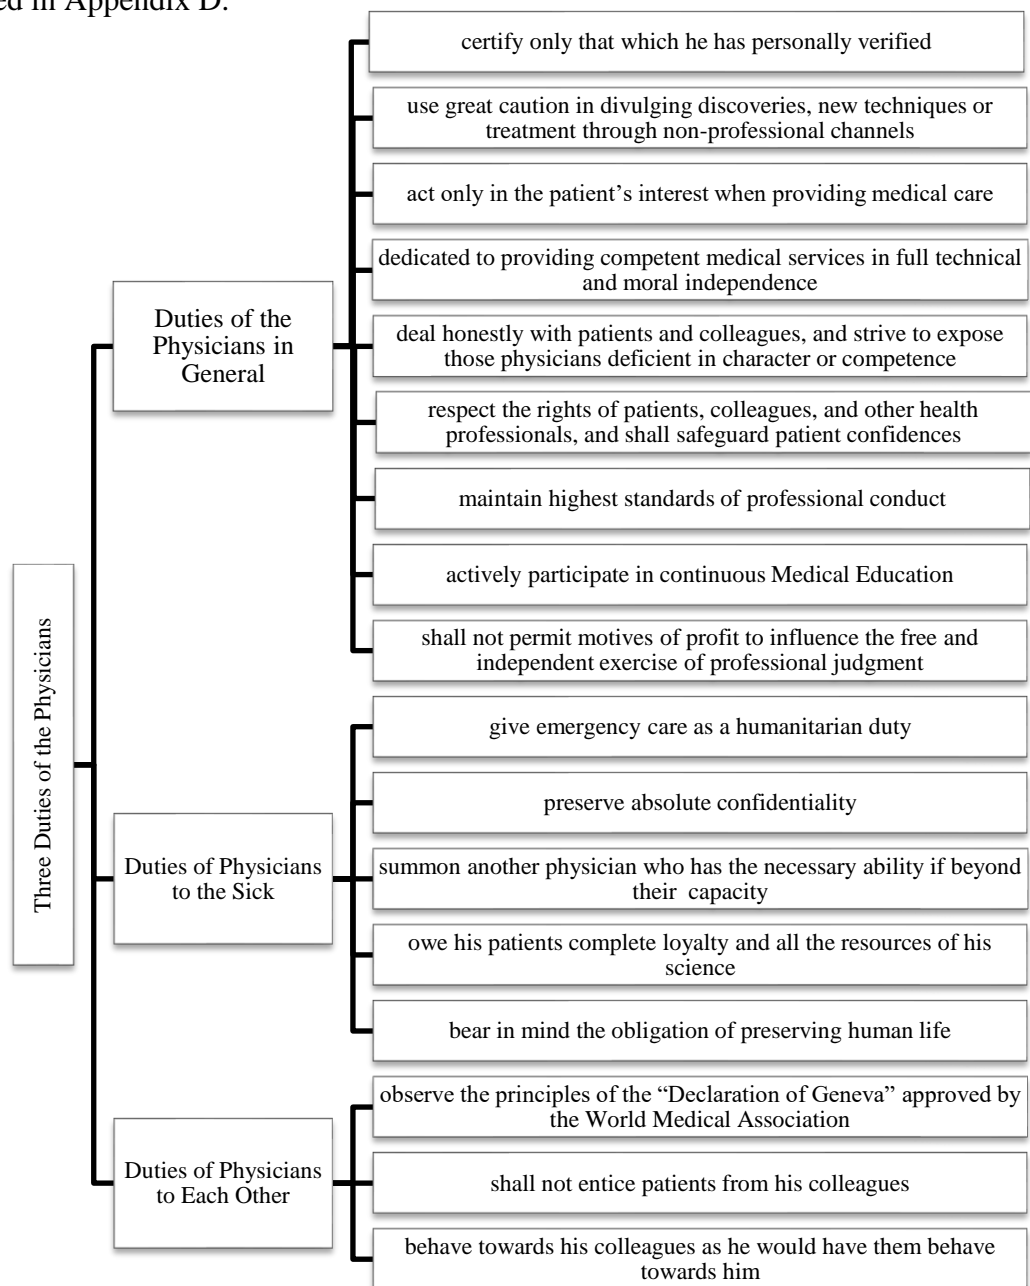 ed in Appendix D.
certify only that which he has personally verified
use great caution in divulging discoveries, new techniques or
treatment through non-professional channels
act only in the patient’s interest when providing medical care
dedicated to providing competent medical services in full technical
and moral independence
Duties of the
Physicians in
General
deal honestly with patients and colleagues, and strive to expose
those physicians deficient in character or competence
respect the rights of patients, colleagues, and other health
professionals, and shall safeguard patient confidences
maintain highest standards of professional conduct
actively participate in continuous Medical Education
shall not permit motives of profit to influence the free and
independent exercise of professional judgment
Three Duties of the Physicians
give emergency care as a humanitarian duty
preserve absolute confidentiality
Duties of Physicians
to the Sick
summon another physician who has the necessary ability if beyond
their capacity
owe his patients complete loyalty and all the resources of his
science
bear in mind the obligation of preserving human life
observe the principles of the “Declaration of Geneva” approved by
the World Medical Association
Duties of Physicians
to Each Other
shall not entice patients from his colleagues
behave towards his colleagues as he would have them behave
towards him